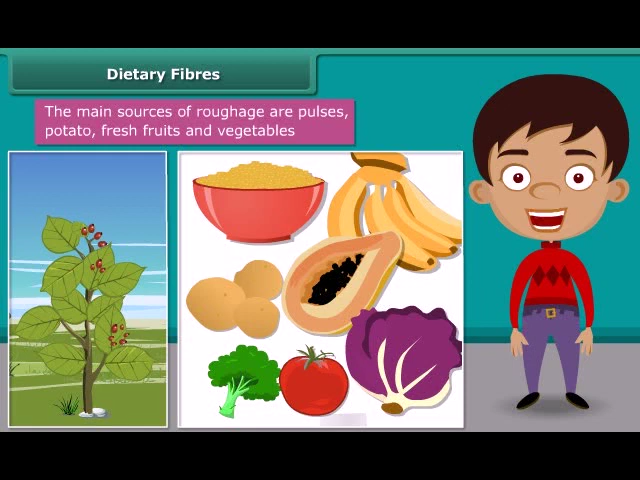 Dietary Fibres
The main sources of roughage are pulses,
potato, fresh fruits and vegetables